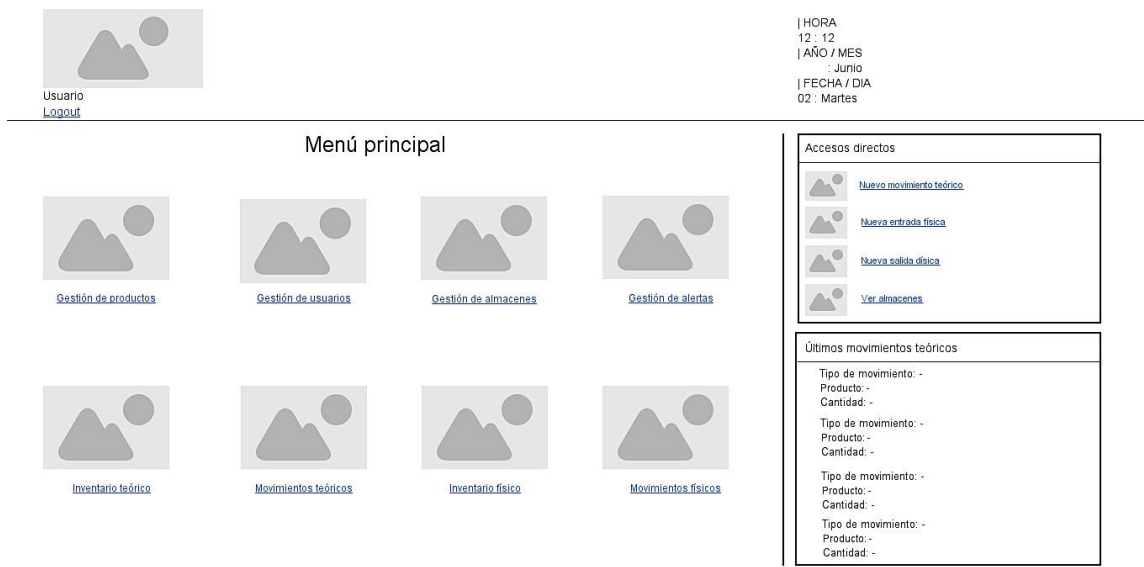 Usuario
Logout
| HORA
12 : 12
| AÑO / MES
: Junio
| FECHA / DIA
02 : Martes
Menú principal
Gestión de productos
Gestión de usuarios
Gestión de almacenes
Gestión de alertas
Inventario teórico
Movimientos teóricos
Inventario físico
Movimientos físicos
Accesos directos
Nuevo movimiento teórico
Nueva entrada física
Nueva salida dísica
Ver almacenes
Últimos movimientos teóricos
Tipo de movimiento: -
Producto: -
Cantidad: -
Tipo de movimiento: -
Producto: -
Cantidad: -
Tipo de movimiento: -
Producto: -
Cantidad: -
Tipo de movimiento: -
Producto: -
Cantidad: -